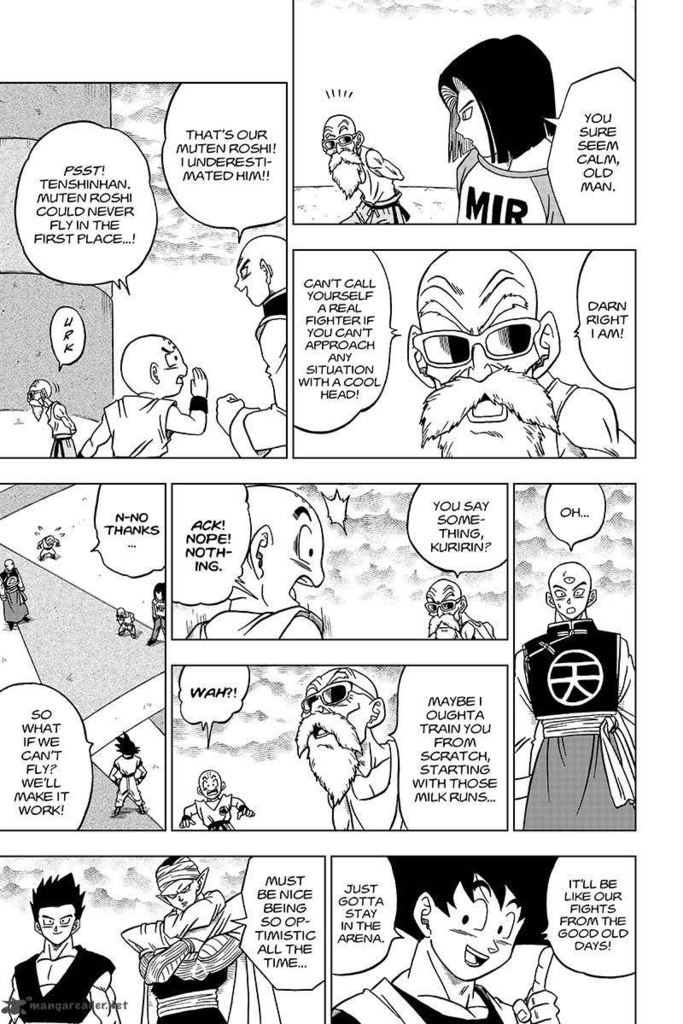 YOU
SURE
SEEM
CALM,
OLD
MAN.
MIR
THAT'S OUR
MUTEN ROSHI!
I UNDERESTI-
MATED HIM!!
PSST!
TENSHINHAN.
MUTEN ROSHI
COULD NEVER
FLY IN THE
FIRST PLACE...!
URK
DARN
RIGHT
I AM!
CAN'T CALL
YOURSELF
A REAL
FIGHTER IF
YOU CAN'T
APPROACH
ANY
SITUATION
WITH A COOL
HEAD!
OH...
天
YOU SAY
SOME-
THING,
KURIRIN?
ACK!
NOPE!
NOTH-
ING.
MAYBE I
OUGHTA
TRAIN YOU
FROM
SCRATCH,
STARTING
WITH THOSE
MILK RUNS...
WAH?!
N-NO
THANKS
...
MIR
SO
WHAT
IF WE
CAN'T
FLY?
WE'LL
MAKE IT
WORK!
IT'LL BE
LIKE OUR
FIGHTS
FROM THE
GOOD OLD
DAYS!
JUST
GOTTA
STAY
IN THE
ARENA.
MUST
BE NICE
BEING
SO OP-
TIMISTIC
ALL THE
TIME...
mangareader.net